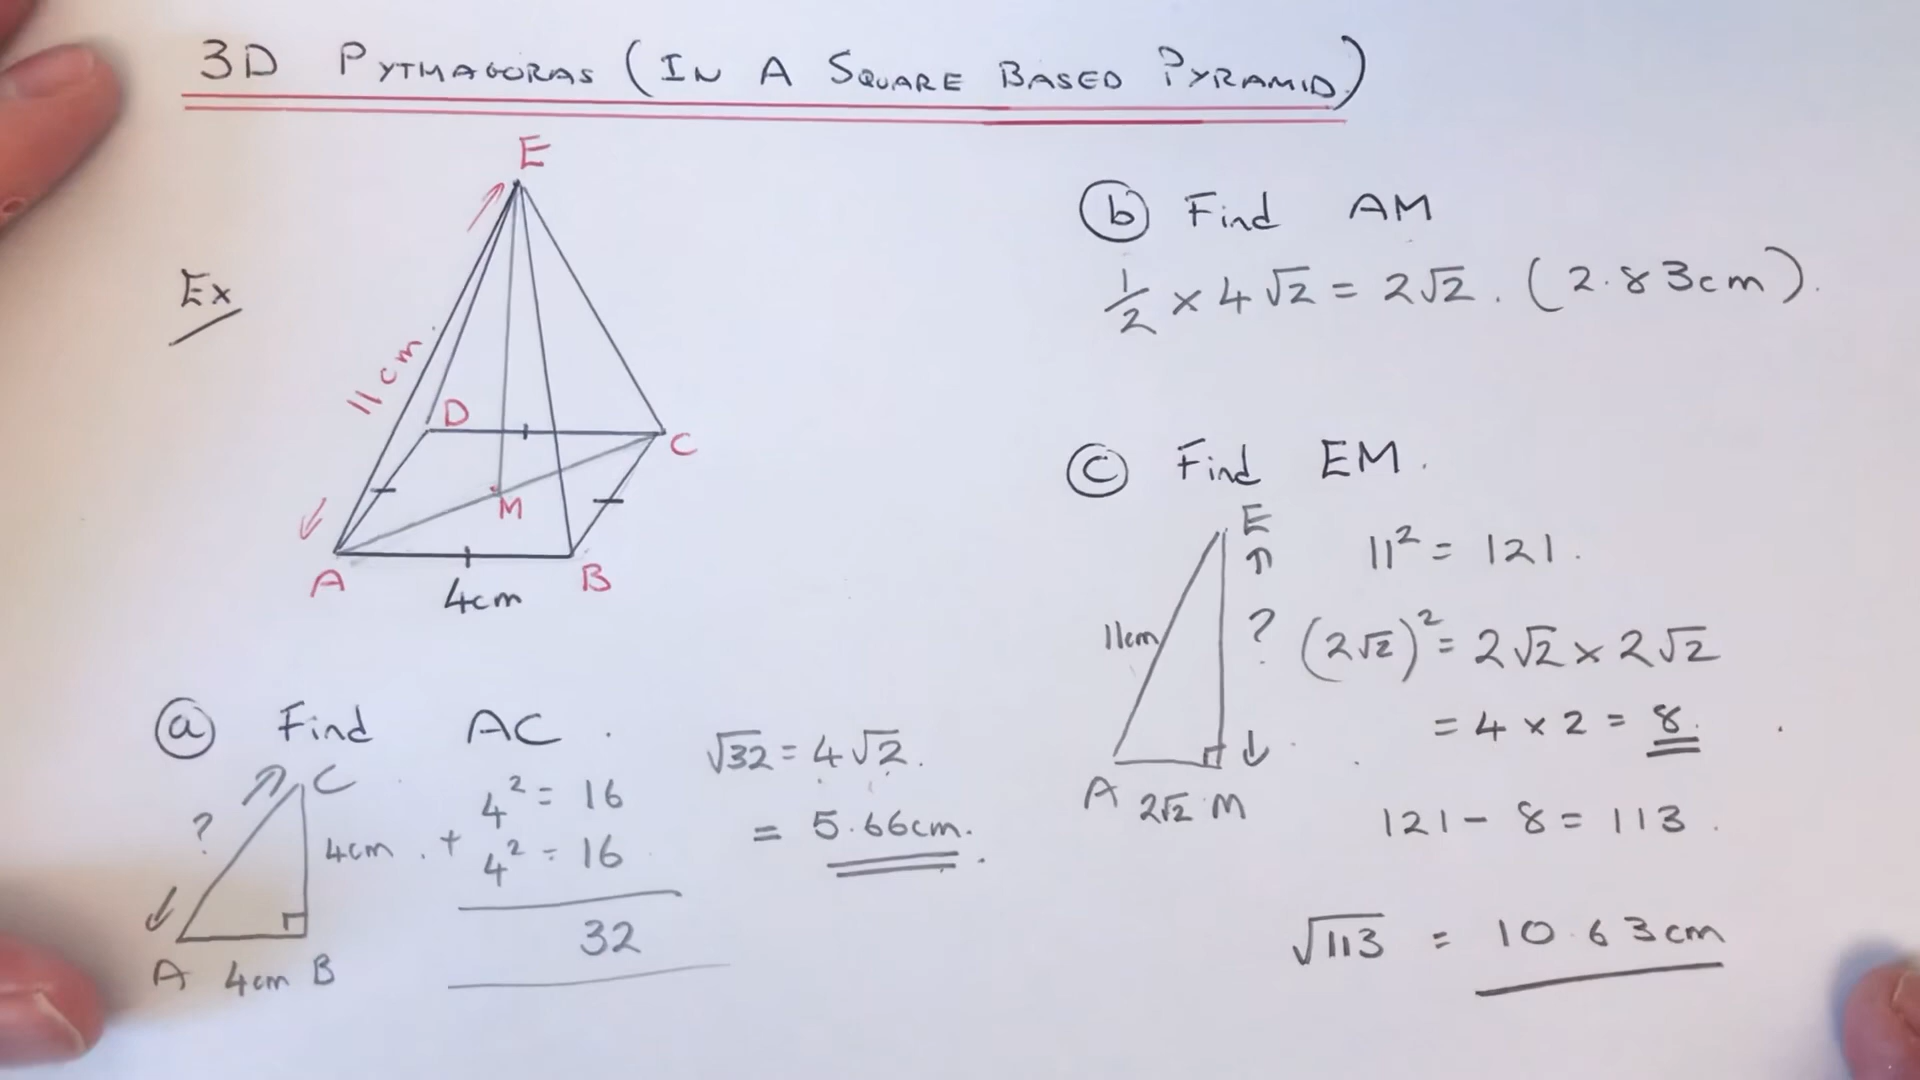 3D PYTHAGORAS (IN A SQUARE BASED PYRAMID)
Ex
E
11cm
D
C
M
A
B
4cm
ⓐ Find AC.
C
?
4cm
A 4cm B
4² = 16
+ 4² = 16
32
√32 = 4√2.
= 5.66cm.
ⓑ Find AM
1/2 × 4√2 = 2√2. (2.83cm).
ⓒ Find EM.
E
11cm
?
A 2√2 M
11² = 121.
(2√2)² = 2√2 × 2√2
= 4 × 2 = 8.
121 - 8 = 113.
√113 = 10.63cm